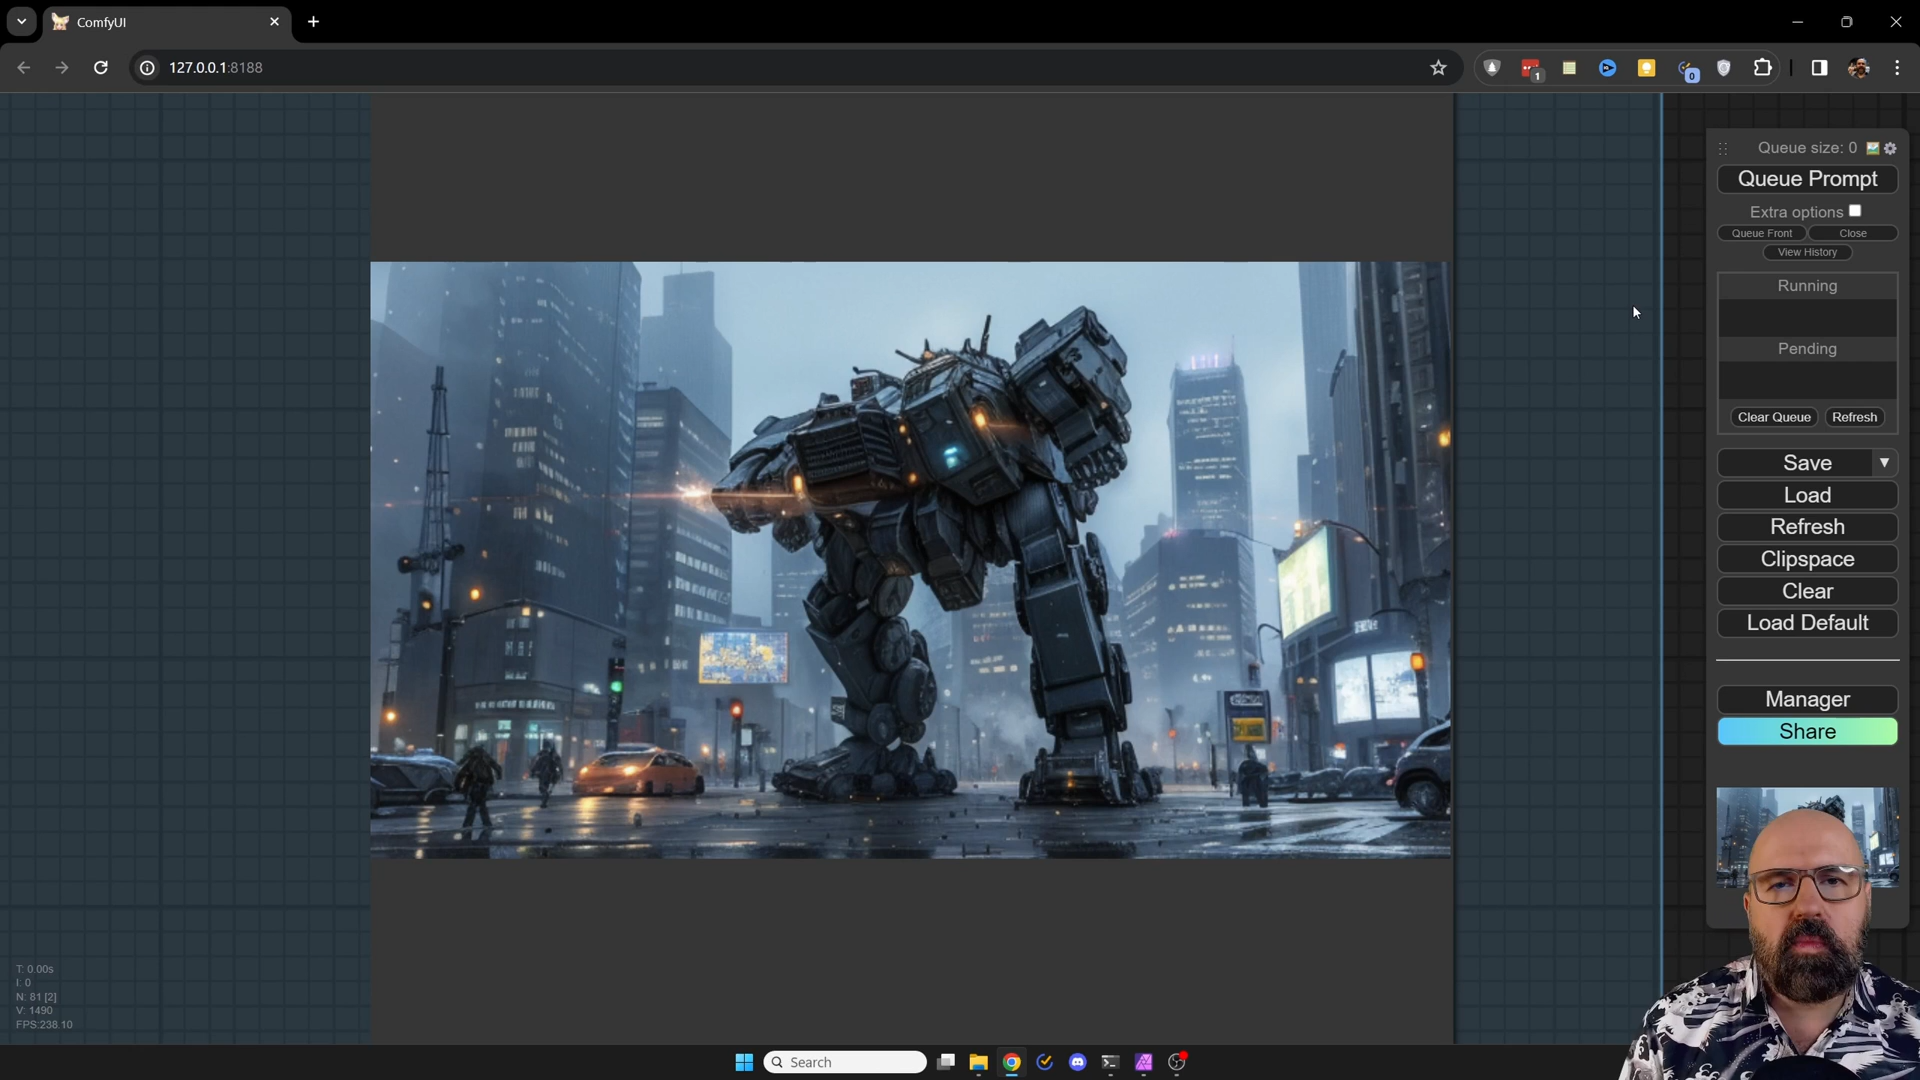 ComfyUI
127.0.0.1:8188
1
0
Queue size: 0
Queue Prompt
Extra options
Queue Front
Close
View History
Running
Pending
Clear Queue
Refresh
Save
Load
Refresh
Clipspace
Clear
Load Default
Manager
Share
T: 0.00s
I: 0
N: 81 [2]
V: 1490
FPS:238.10
Search